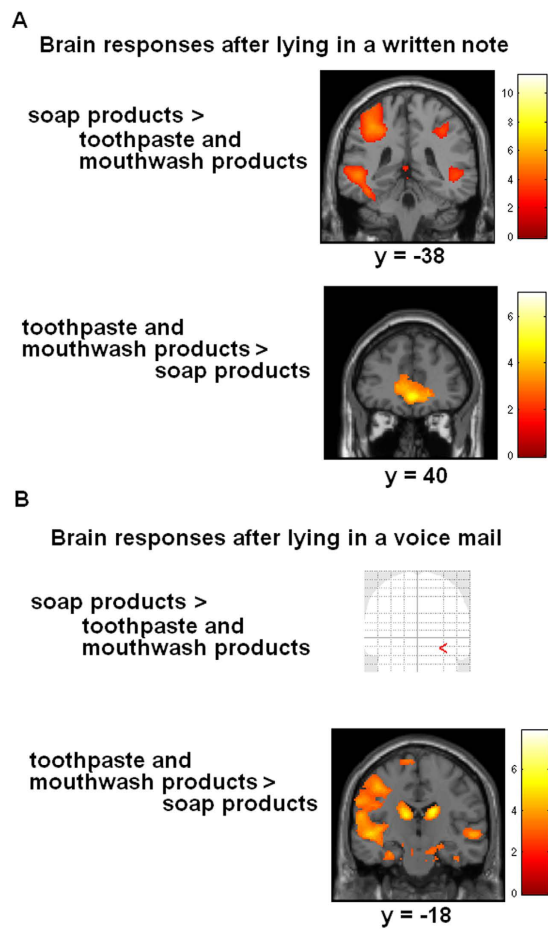 A
Brain responses after lying in a written note
soap products >
toothpaste and
mouthwash products
10
8
6
4
2
0
y = -38
toothpaste and
mouthwash products >
soap products
6
4
2
0
y = 40
B
Brain responses after lying in a voice mail
soap products >
toothpaste and
mouthwash products
<
toothpaste and
mouthwash products >
soap products
6
4
2
0
y = -18